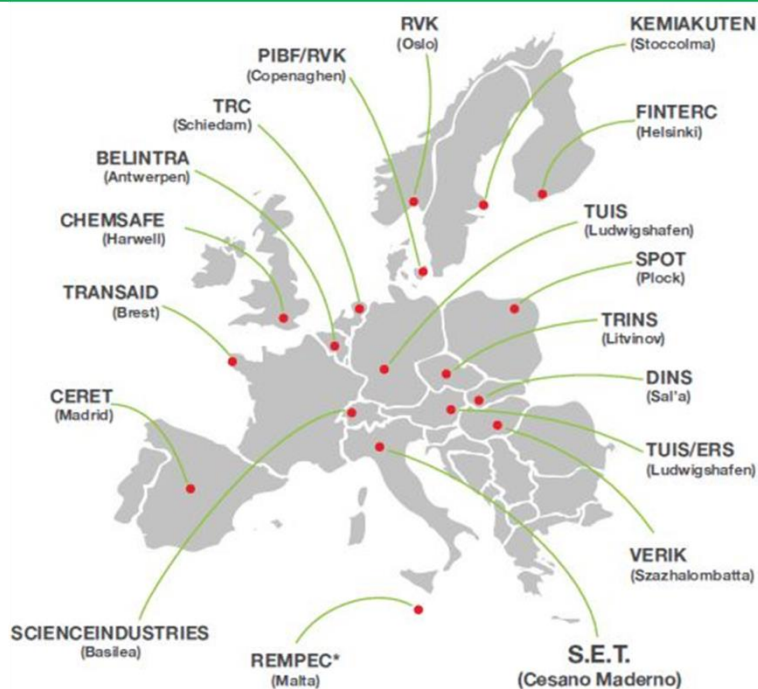 RVK
(Oslo)
KEMIAKUTEN
(Stoccolma)
PIBF/RVK
(Copenaghen)
TRC
(Schiedam)
FINTERC
(Helsinki)
BELINTRA
(Antwerpen)
CHEMSAFE
(Harwell)
TUIS
(Ludwigshafen)
SPOT
(Plock)
TRANSAID
(Brest)
TRINS
(Litvinov)
DINS
(Sal'a)
CERET
(Madrid)
TUIS/ERS
(Ludwigshafen)
VERIK
(Szazhalombatta)
SCIENCEINDUSTRIES
(Basilea)
REMPEC*
(Malta)
S.E.T.
(Cesano Maderno)